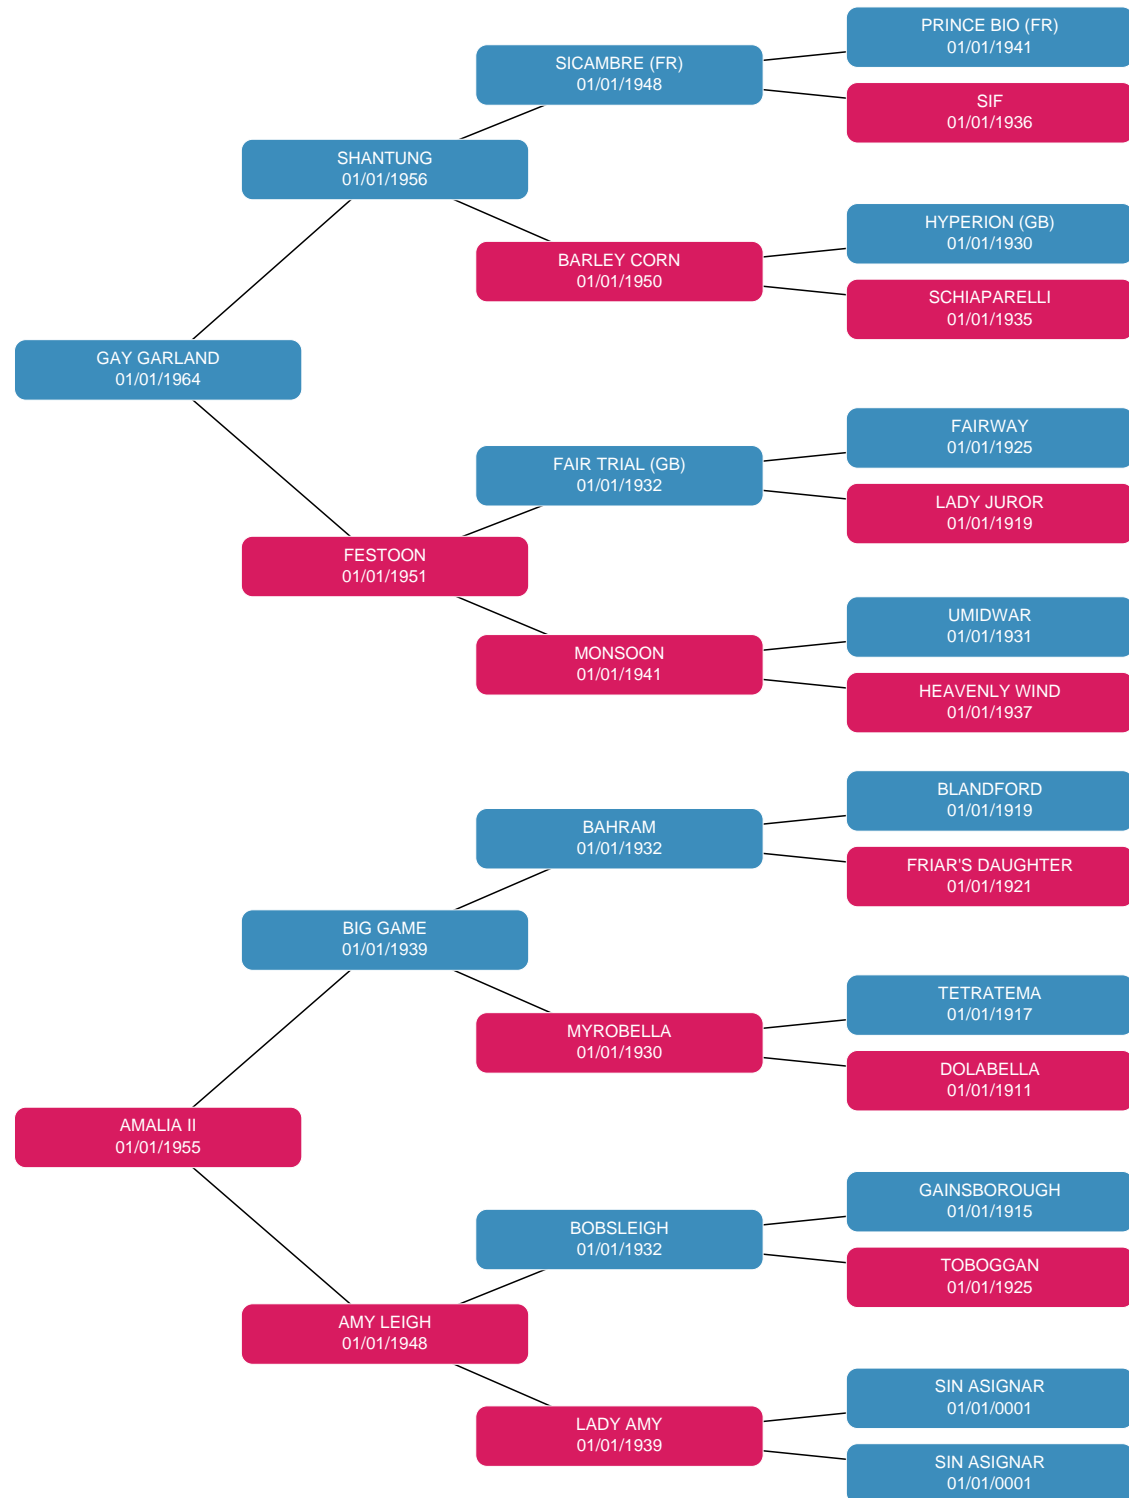 PRINCE BIO (FR)
01/01/1941
SICAMBRE (FR)
01/01/1948
SIF
01/01/1936
SHANTUNG
01/01/1956
HYPERION (GB)
01/01/1930
BARLEY CORN
01/01/1950
SCHIAPARELLI
01/01/1935
GAY GARLAND
01/01/1964
FAIRWAY
01/01/1925
FAIR TRIAL (GB)
01/01/1932
LADY JUROR
01/01/1919
FESTOON
01/01/1951
UMIDWAR
01/01/1931
MONSOON
01/01/1941
HEAVENLY WIND
01/01/1937
BLANDFORD
01/01/1919
BAHRAM
01/01/1932
FRIAR'S DAUGHTER
01/01/1921
BIG GAME
01/01/1939
TETRATEMA
01/01/1917
MYROBELLA
01/01/1930
DOLABELLA
01/01/1911
AMALIA II
01/01/1955
GAINSBOROUGH
01/01/1915
BOBSLEIGH
01/01/1932
TOBOGGAN
01/01/1925
AMY LEIGH
01/01/1948
SIN ASIGNAR
01/01/0001
LADY AMY
01/01/1939
SIN ASIGNAR
01/01/0001